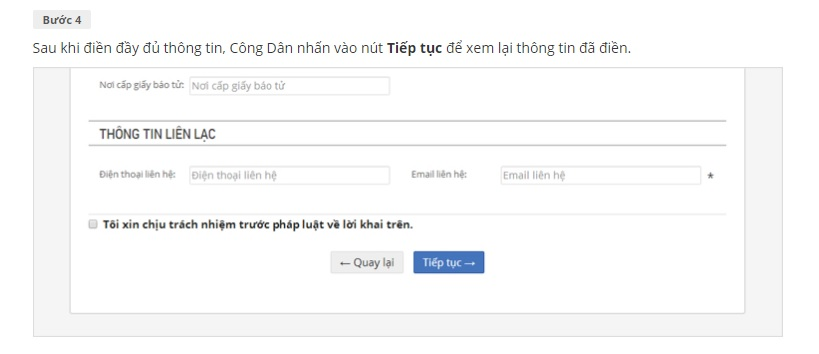 Bước 4
Sau khi điền đầy đủ thông tin, Công Dân nhấn vào nút Tiếp tục để xem lại thông tin đã điền.
Nơi cấp giấy báo tử: Nơi cấp giấy báo tử
THÔNG TIN LIÊN LẠC
Điện thoại liên hệ: Điện thoại liên hệ Email liên hệ: Email liên hệ *
Tôi xin chịu trách nhiệm trước pháp luật về lời khai trên.
← Quay lại Tiếp tục →